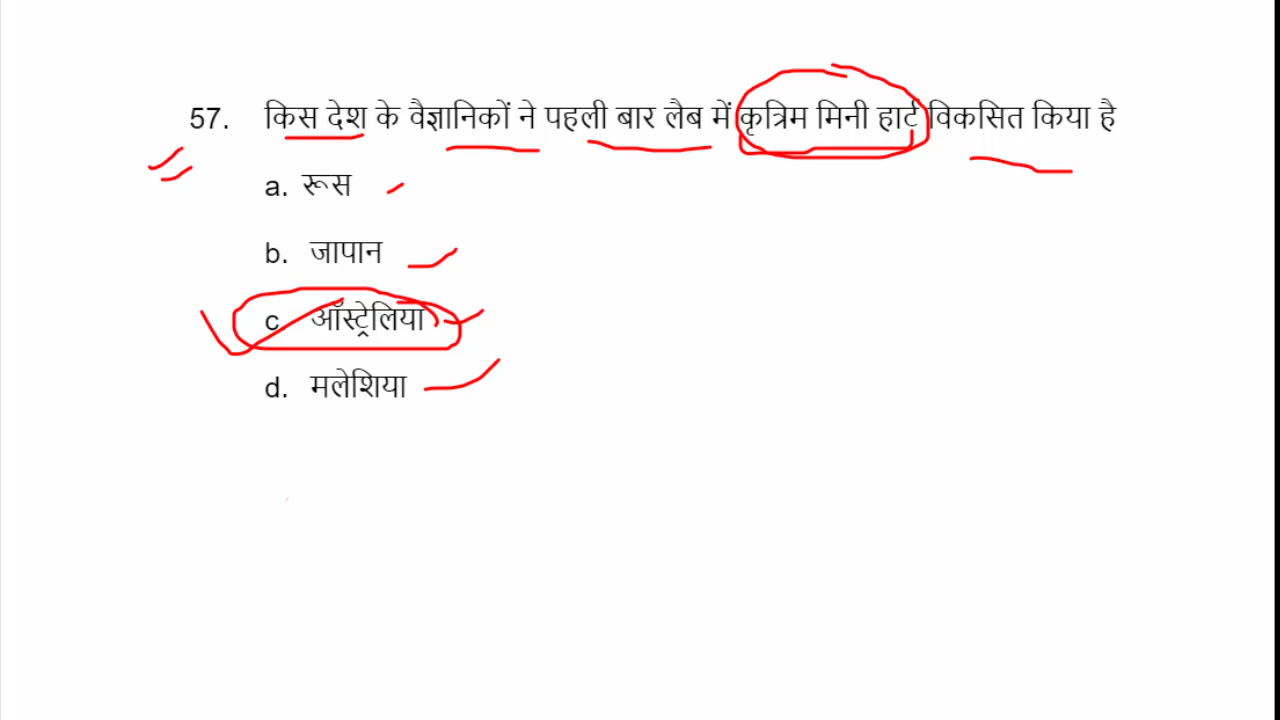 57. किस देश के वैज्ञानिकों ने पहली बार लैब में कृत्रिम मिनी हार्ट विकसित किया है
a. रूस
b. जापान
c. ऑस्ट्रेलिया
d. मलेशिया